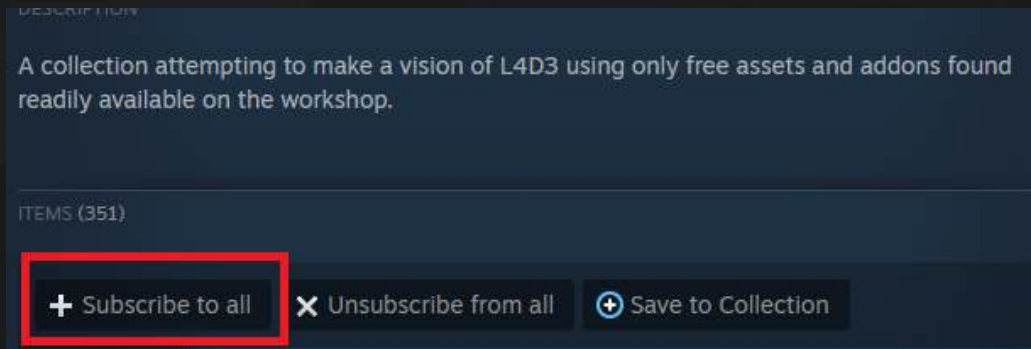 DESCRIPTION
A collection attempting to make a vision of L4D3 using only free assets and addons found
readily available on the workshop.
ITEMS (351)
Subscribe to all
Unsubscribe from all
Save to Collection